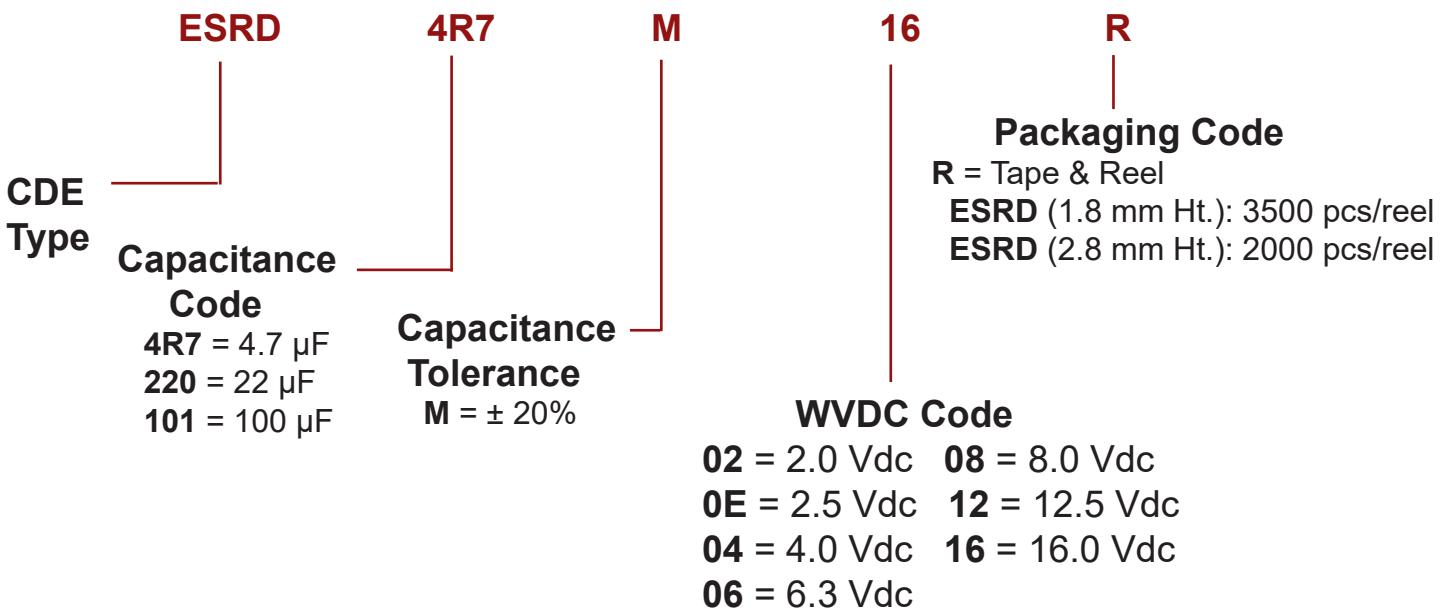 ESRD 4R7 M 16 R
Packaging Code
R = Tape & Reel
ESRD (1.8 mm Ht.): 3500 pcs/reel
ESRD (2.8 mm Ht.): 2000 pcs/reel
CDE
Type
Capacitance
Code
4R7 = 4.7 µF
220 = 22 µF
101 = 100 µF
Capacitance
Tolerance
M = ± 20%
WVDC Code
02 = 2.0 Vdc 08 = 8.0 Vdc
0E = 2.5 Vdc 12 = 12.5 Vdc
04 = 4.0 Vdc 16 = 16.0 Vdc
06 = 6.3 Vdc